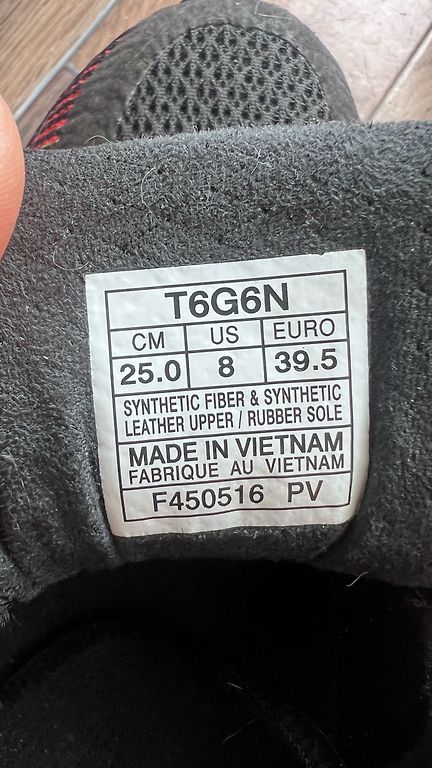 T6G6N
CM US EURO
25.0 8 39.5
SYNTHETIC FIBER & SYNTHETIC
LEATHER UPPER / RUBBER SOLE
MADE IN VIETNAM
FABRIQUE AU VIETNAM
F450516 PV